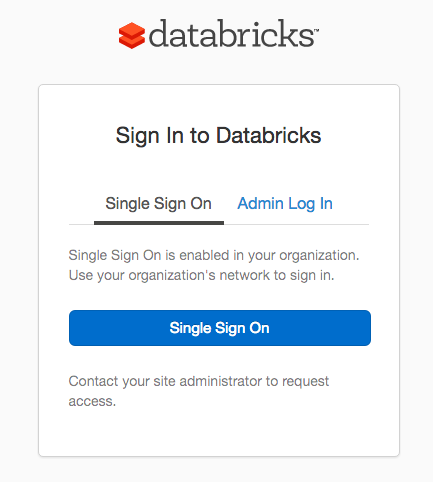 databricks™
Sign In to Databricks
Single Sign On Admin Log In
Single Sign On is enabled in your organization.
Use your organization's network to sign in.
Single Sign On
Contact your site administrator to request
access.